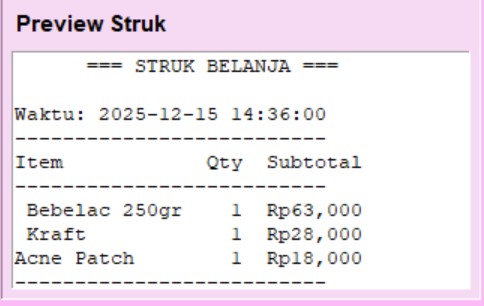 Preview Struk
=== STRUK BELANJA ===
Waktu: 2025-12-15 14:36:00
--------------------------
Item Qty Subtotal
--------------------------
Bebelac 250gr 1 Rp63,000
Kraft 1 Rp28,000
Acne Patch 1 Rp18,000
--------------------------